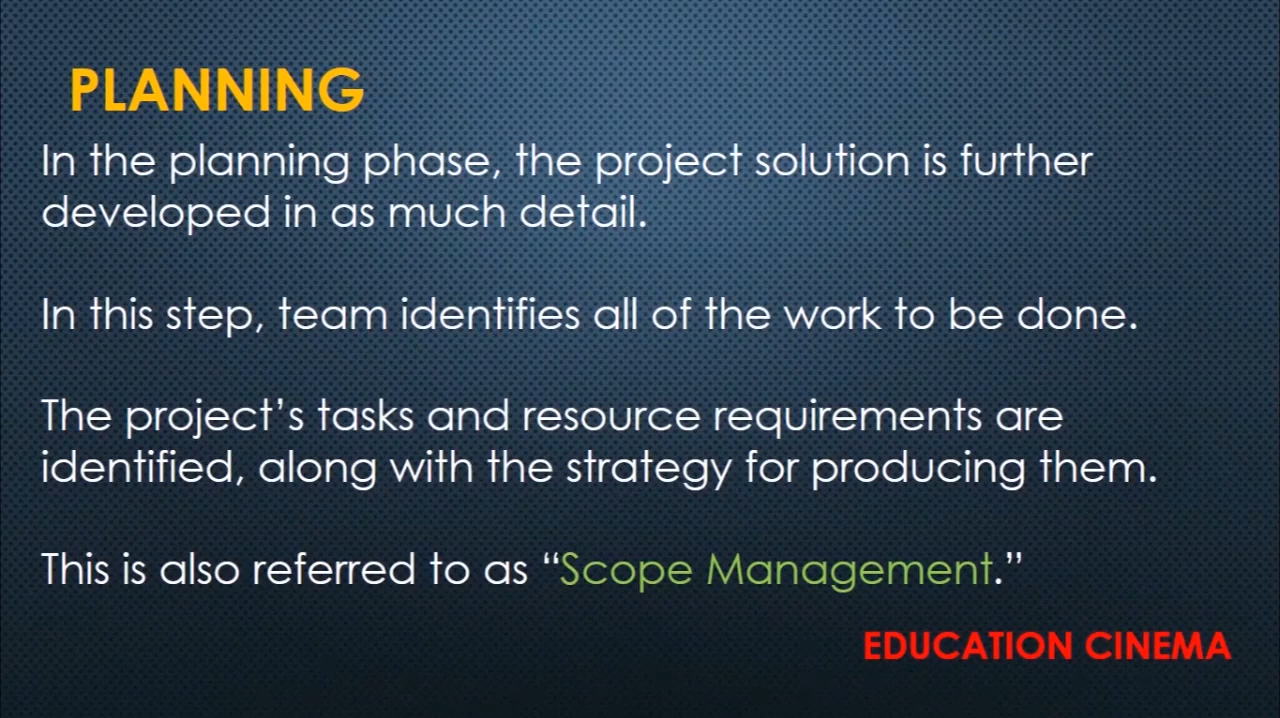 PLANNING
In the planning phase, the project solution is further
developed in as much detail.
In this step, team identifies all of the work to be done.
The project’s tasks and resource requirements are
identified, along with the strategy for producing them.
This is also referred to as “Scope Management.”
EDUCATION CINEMA